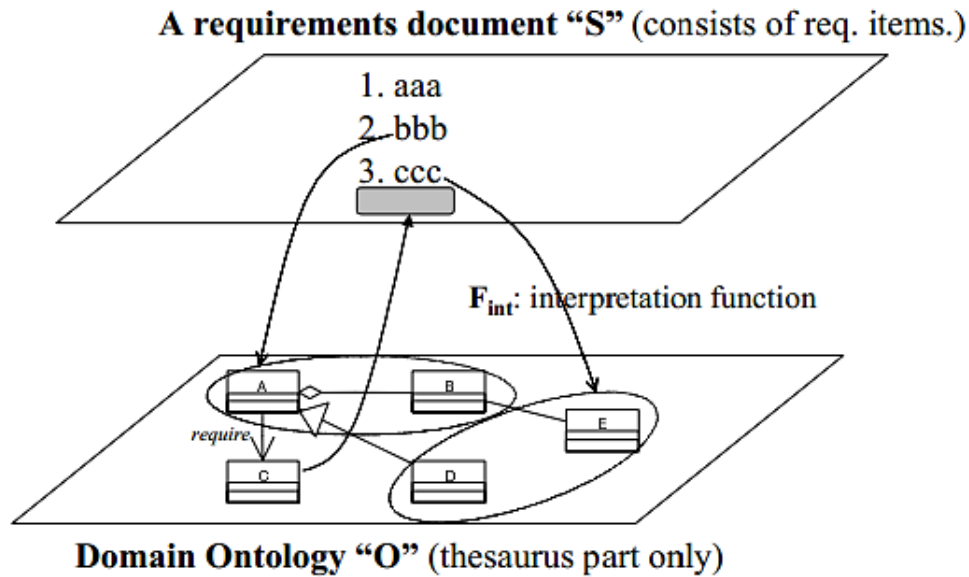 A requirements document “S” (consists of req. items.)
1. aaa
2. bbb
3. ccc
F_int: interpretation function
A
B
E
require
C
D
Domain Ontology “O” (thesaurus part only)